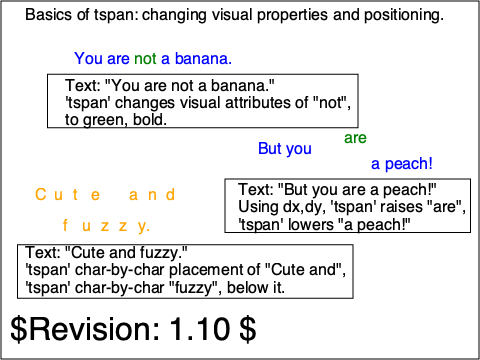 Basics of tspan: changing visual properties and positioning.
You are not a banana.
Text: "You are not a banana."
'tspan' changes visual attributes of "not",
to green, bold.
But you are a peach!
Text: "But you are a peach!"
Using dx,dy, 'tspan' raises "are",
'tspan' lowers "a peach!"
Cute and
fuzzy.
Text: "Cute and fuzzy."
'tspan' char-by-char placement of "Cute and",
'tspan' char-by-char "fuzzy", below it.
$Revision: 1.10 $